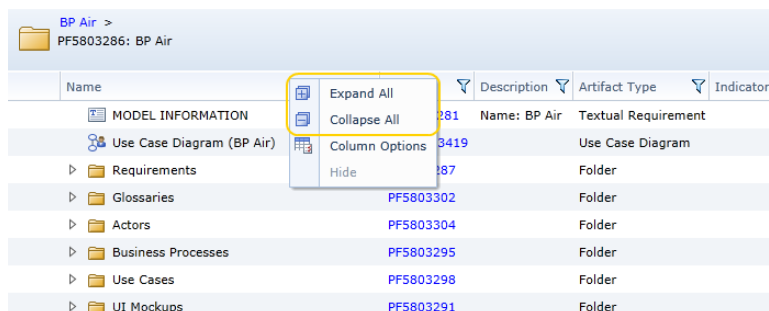 BP Air >
PF5803286: BP Air
Name Description Artifact Type Indicator
Expand All
MODEL INFORMATION 281 Name: BP Air Textual Requirement
Collapse All
Use Case Diagram (BP Air) 3419 Use Case Diagram
Column Options
Requirements 287 Folder
Hide
Glossaries PF5803302 Folder
Actors PF5803304 Folder
Business Processes PF5803295 Folder
Use Cases PF5803298 Folder
UI Mockups PF5803291 Folder